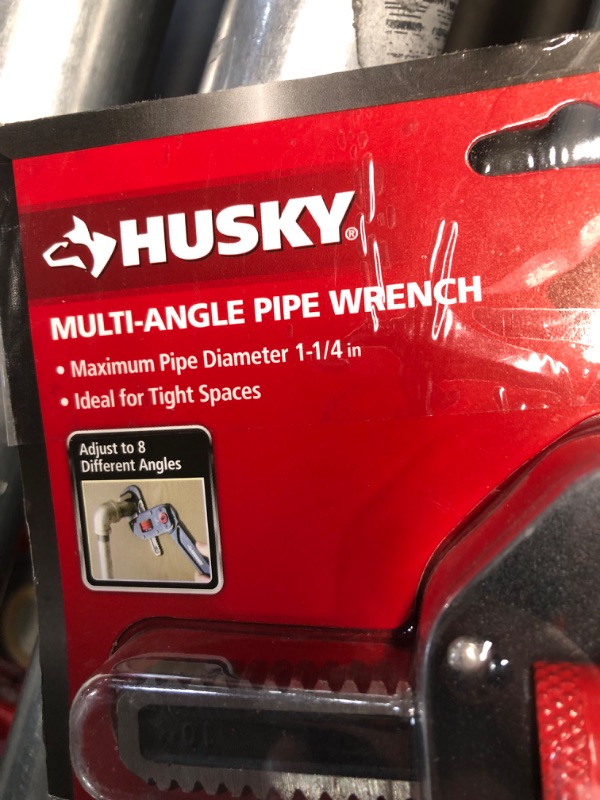 HUSKY®
MULTI-ANGLE PIPE WRENCH
• Maximum Pipe Diameter 1-1/4 in
• Ideal for Tight Spaces
Adjust to 8
Different Angles